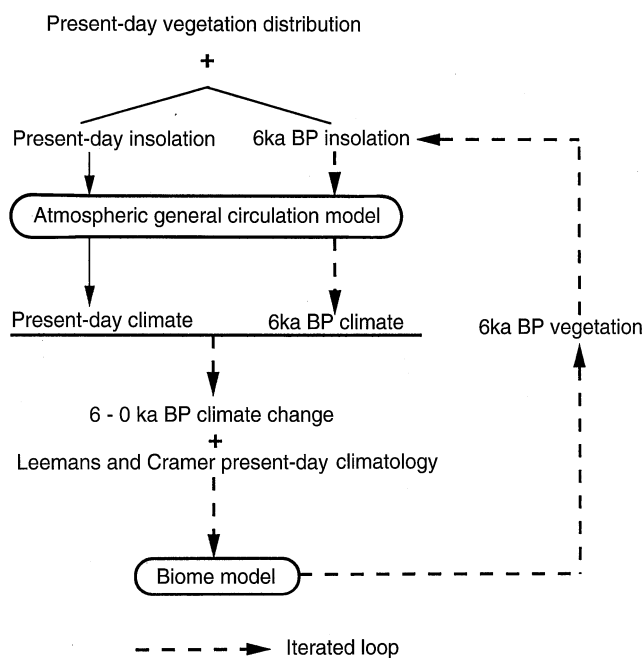 Present-day vegetation distribution
+
Present-day insolation
6ka BP insolation
Atmospheric general circulation model
Present-day climate
6ka BP climate
6ka BP vegetation
6 - 0 ka BP climate change
+
Leemans and Cramer present-day climatology
Biome model
Iterated loop